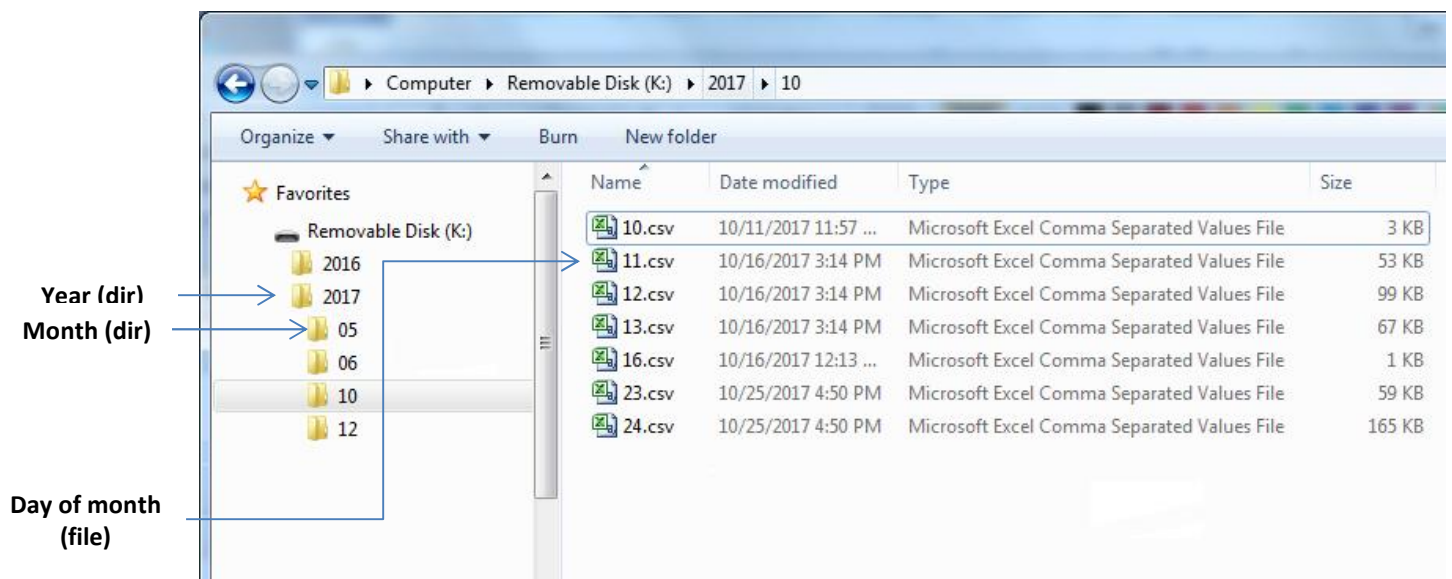 Computer Removable Disk (K:) 2017 10
Organize Share with Burn New folder
Favorites
Removable Disk (K:)
2016
2017
05
06
10
12
Year (dir)
Month (dir)
Day of month
(file)
Name Date modified Type Size
10.csv 10/11/2017 11:57 ... Microsoft Excel Comma Separated Values File 3 KB
11.csv 10/16/2017 3:14 PM Microsoft Excel Comma Separated Values File 53 KB
12.csv 10/16/2017 3:14 PM Microsoft Excel Comma Separated Values File 99 KB
13.csv 10/16/2017 3:14 PM Microsoft Excel Comma Separated Values File 67 KB
16.csv 10/16/2017 12:13 ... Microsoft Excel Comma Separated Values File 1 KB
23.csv 10/25/2017 4:50 PM Microsoft Excel Comma Separated Values File 59 KB
24.csv 10/25/2017 4:50 PM Microsoft Excel Comma Separated Values File 165 KB